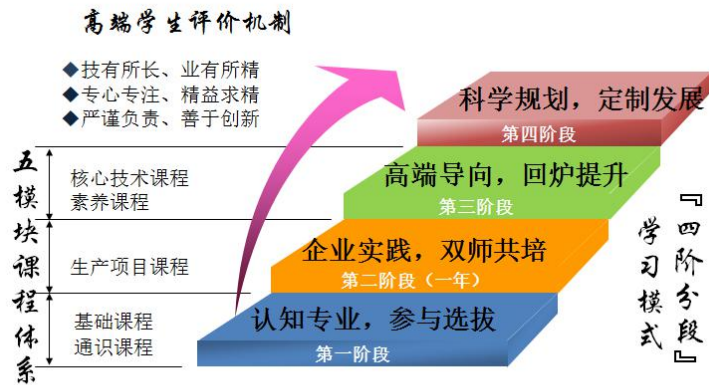 高端学生评价机制
◆技有所长、业有所精
◆专心专注、精益求精
◆严谨负责、善于创新
科学规划，定制发展
第四阶段
高端导向，回炉提升
第三阶段
企业实践，双师共培
第二阶段（一年）
认知专业，参与选拔
第一阶段
五模块课程体系
核心技术课程
素养课程
生产项目课程
基础课程
通识课程
『四阶分段』
学习模式